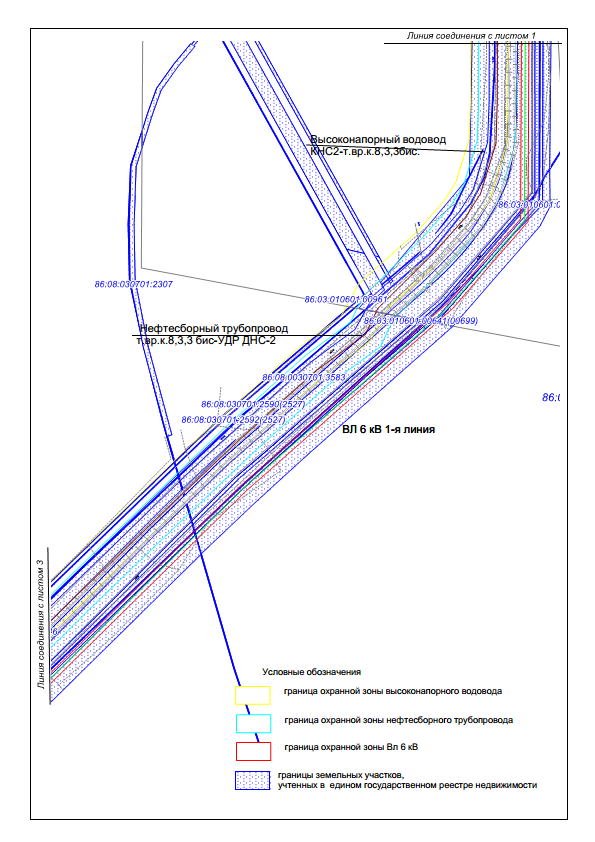 Линия соединения с листом 1
Высоконапорный водовод
КНС2-т.вр.к.8,3,3бис.
86:03:010601:0
86:08:030701:2307
86:03:010601:00961
86:03:010601:00641(00699)
Нефтесборный трубопровод
т.вр.к.8,3,3 бис-УДР ДНС-2
86:08:0030701:3583
86:0
86:08:030701:2590(2527)
86:08:030701:2592(2527)
ВЛ 6 кВ 1-я линия
Линия соединения с листом 3
Условные обозначения
граница охранной зоны высоконапорного водовода
граница охранной зоны нефтесборного трубопровода
граница охранной зоны Вл 6 кВ
границы земельных участков,
учтенных в едином государственном реестре недвижимости